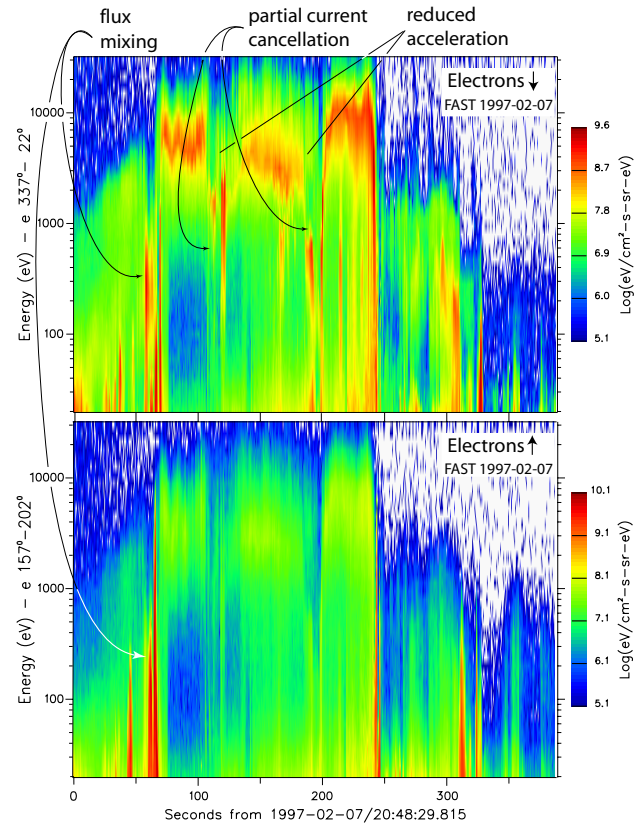 flux
mixing
partial current
cancellation
reduced
acceleration
Electrons↓
FAST 1997-02-07
Energy (eV) – e 337°– 22°
10000
1000
100
9.6
8.7
7.8
6.9
6.0
5.1
Log(eV/cm²–s–sr–eV)
Electrons↑
FAST 1997-02-07
Energy (eV) – e 157°–202°
10000
1000
100
10.1
9.1
8.1
7.1
6.1
5.1
Log(eV/cm²–s–sr–eV)
0 100 200 300
Seconds from 1997–02–07/20:48:29.815